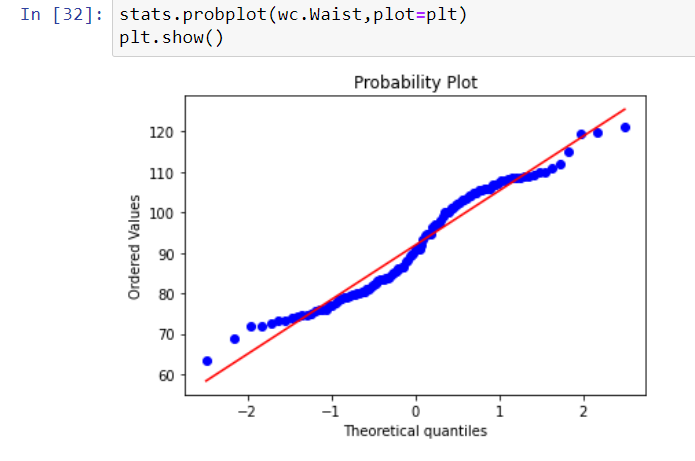 In [32]: stats.probplot(wc.Waist,plot=plt)
plt.show()
Probability Plot
120
110
100
90
80
70
60
Ordered Values
−2 −1 0 1 2
Theoretical quantiles